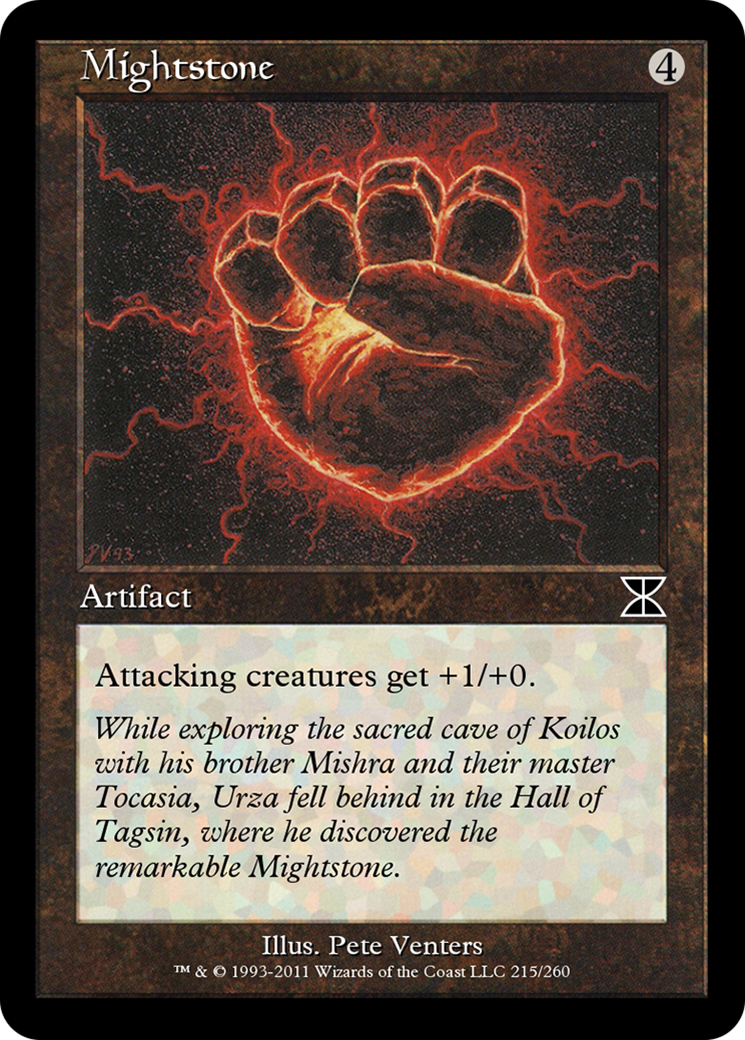 Mightstone
4
PV93
Artifact
Attacking creatures get +1/+0.
While exploring the sacred cave of Koilos
with his brother Mishra and their master
Tocasia, Urza fell behind in the Hall of
Tagsin, where he discovered the
remarkable Mightstone.
Illus. Pete Venters
™ & © 1993-2011 Wizards of the Coast LLC 215/260